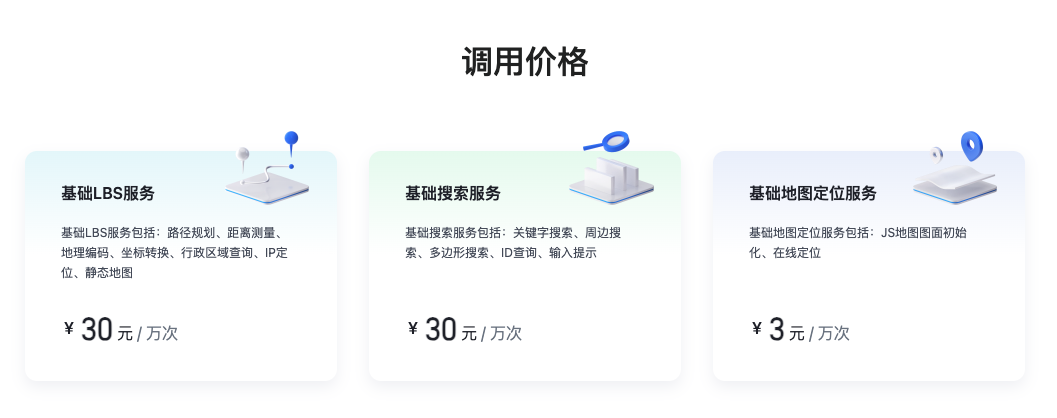 调用价格
基础LBS服务
基础LBS服务包括：路径规划、距离测量、
地理编码、坐标转换、行政区域查询、IP定
位、静态地图
¥ 30 元 / 万次
基础搜索服务
基础搜索服务包括：关键字搜索、周边搜
索、多边形搜索、ID查询、输入提示
¥ 30 元 / 万次
基础地图定位服务
基础地图定位服务包括：JS地图图面初始
化、在线定位
¥ 3 元 / 万次